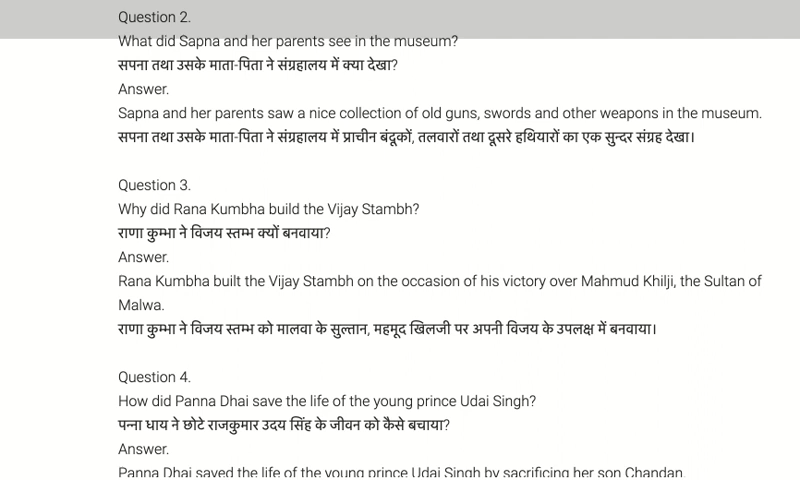 Question 2.
What did Sapna and her parents see in the museum?
सपना तथा उसके माता-पिता ने संग्रहालय में क्या देखा?
Answer.
Sapna and her parents saw a nice collection of old guns, swords and other weapons in the museum.
सपना तथा उसके माता-पिता ने संग्रहालय में प्राचीन बंदूकों, तलवारों तथा दूसरे हथियारों का एक सुन्दर संग्रह देखा।
Question 3.
Why did Rana Kumbha build the Vijay Stambh?
राणा कुम्भा ने विजय स्तम्भ क्यों बनवाया?
Answer.
Rana Kumbha built the Vijay Stambh on the occasion of his victory over Mahmud Khilji, the Sultan of
Malwa.
राणा कुम्भा ने विजय स्तम्भ को मालवा के सुल्तान, महमूद खिलजी पर अपनी विजय के उपलक्ष में बनवाया।
Question 4.
How did Panna Dhai save the life of the young prince Udai Singh?
पन्ना धाय ने छोटे राजकुमार उदय सिंह के जीवन को कैसे बचाया?
Answer.
Panna Dhai saved the life of the young prince Udai Singh by sacrificing her son Chandan.